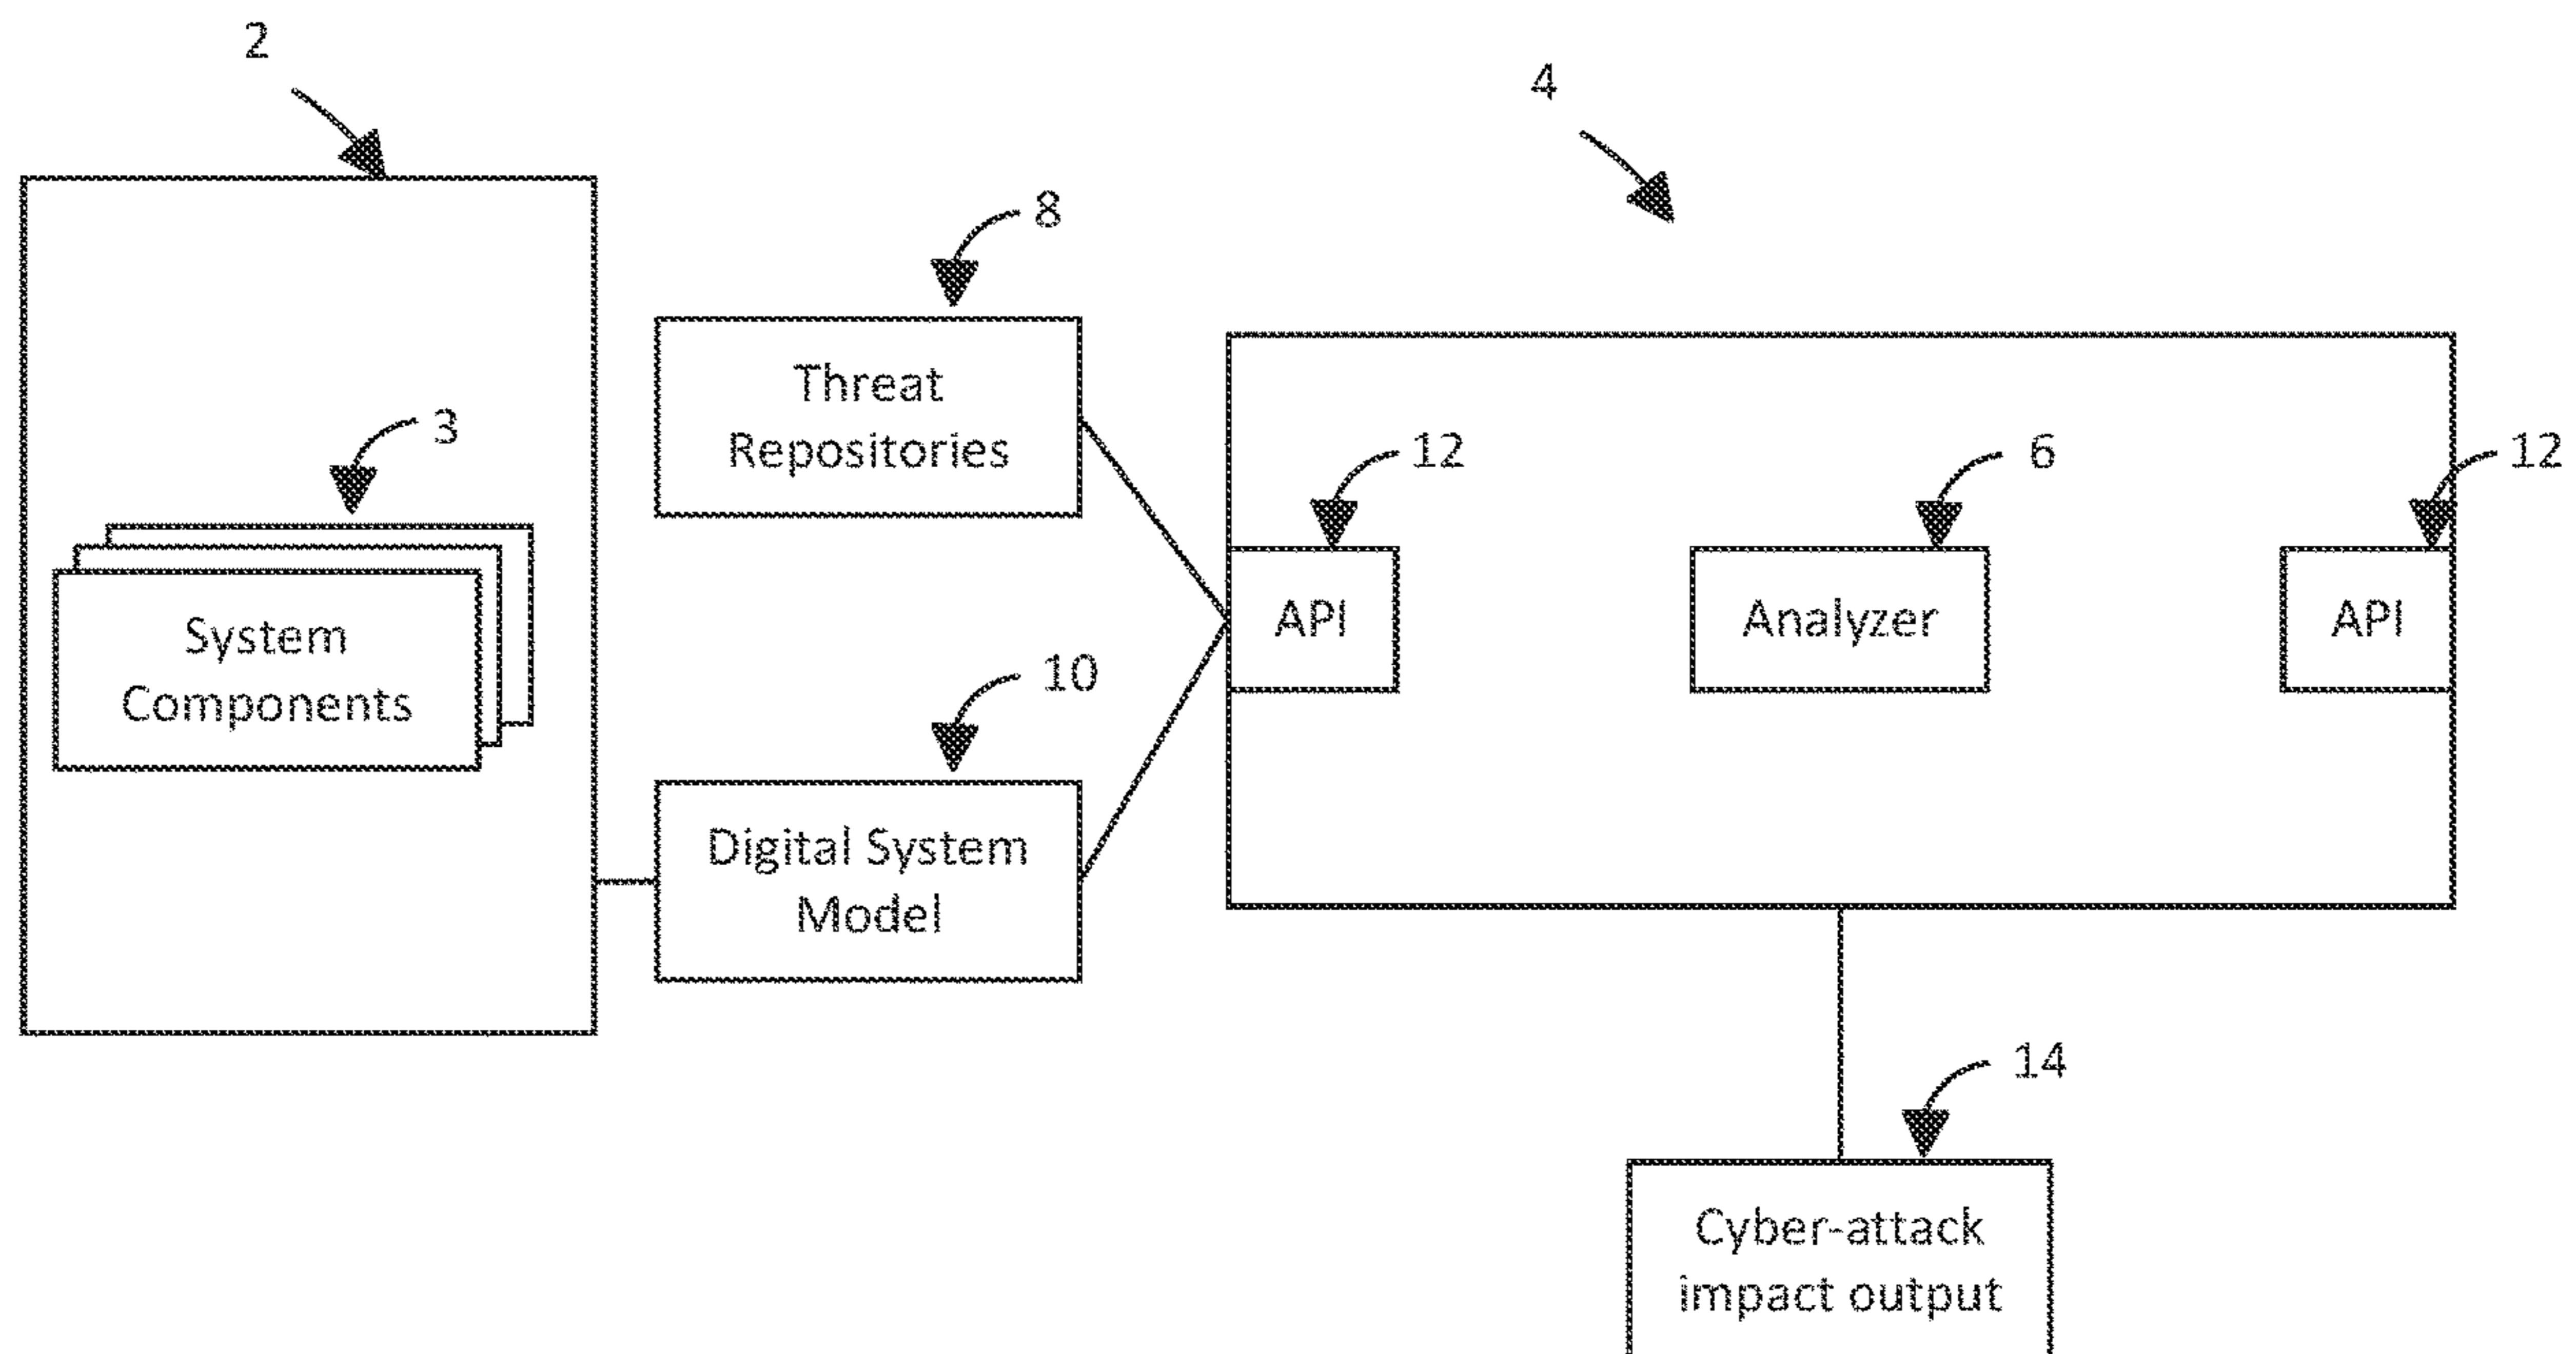 2
4
8
Threat
Repositories
3
System
Components
12
API
6
Analyzer
12
API
10
Digital System
Model
14
Cyber-attack
impact output